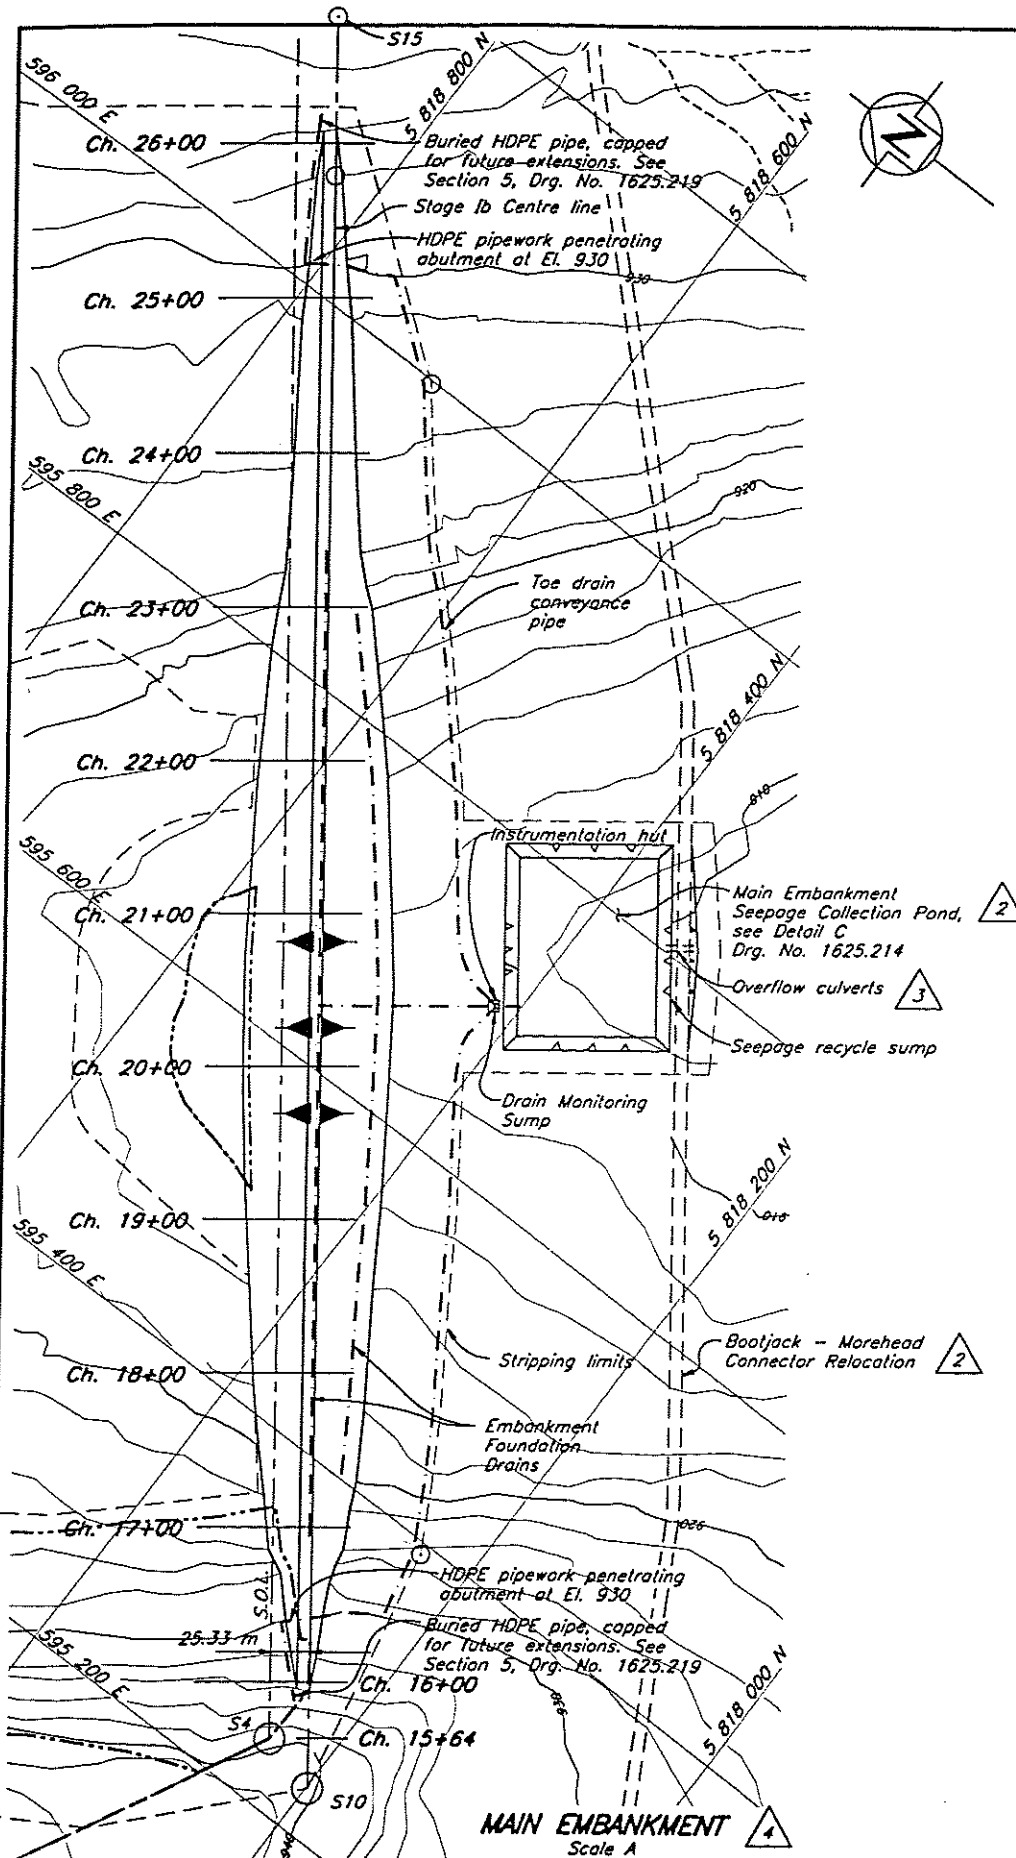 S15
596 000 E
5 818 800 N
N
Ch. 26+00
Buried HDPE pipe, capped
for future extensions. See
Section 5, Drg. No. 1625.219
5 818 600 N
Stage Ib Centre line
HDPE pipework penetrating
abutment at El. 930
930
Ch. 25+00
Ch. 24+00
595 800 E
920
Toe drain
conveyance
pipe
Ch. 23+00
5 818 400 N
Ch. 22+00
910
Instrumentation hut
595 600 E
Main Embankment
Seepage Collection Pond,
see Detail C
Drg. No. 1625.214
2
Ch. 21+00
Overflow culverts
3
Seepage recycle sump
Ch. 20+00
Drain Monitoring
Sump
5 818 200 N
Ch. 19+00
595 400 E
Bootjack - Morehead
Connector Relocation
2
Stripping limits
Ch. 18+00
Embankment
Foundation
Drains
Ch. 17+00
920
HDPE pipework penetrating
abutment at El. 930
S.O.L.
Buried HDPE pipe, capped
for future extensions. See
Section 5, Drg. No. 1625.219
25.33 m
595 200 E
Ch. 16+00
930
5 818 000 N
S4
Ch. 15+64
S10
MAIN EMBANKMENT
4
Scale A
940